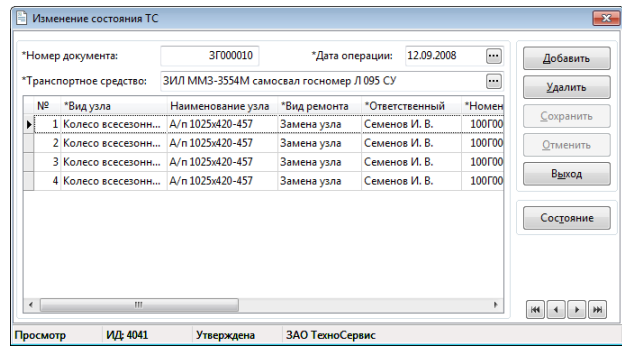 Изменение состояния ТС
*Номер документа: ЗГ000010 *Дата операции: 12.09.2008 ...
*Транспортное средство: ЗИЛ ММЗ-3554М самосвал госномер Л 095 СУ ...
№ *Вид узла Наименование узла *Вид ремонта *Ответственный *Номен
1 Колесо всесезонн... А/п 1025х420-457 Замена узла Семенов И. В. 100Г00
2 Колесо всесезонн... А/п 1025х420-457 Замена узла Семенов И. В. 100Г00
3 Колесо всесезонн... А/п 1025х420-457 Замена узла Семенов И. В. 100Г00
4 Колесо всесезонн... А/п 1025х420-457 Замена узла Семенов И. В. 100Г00
Добавить
Удалить
Сохранить
Отменить
Выход
Состояние
Просмотр ИД: 4041 Утверждена ЗАО ТехноСервис